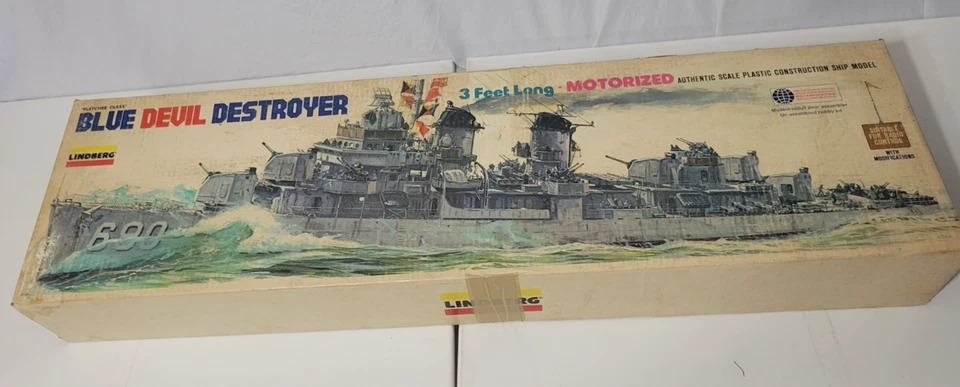 "FLETCHER CLASS"
BLUE DEVIL DESTROYER
LINDBERG
3 Feet Long · MOTORIZED AUTHENTIC SCALE PLASTIC CONSTRUCTION SHIP MODEL
SUITABLE
FOR RADIO
CONTROL
WITH
MODIFICATIONS
690
LINDBERG